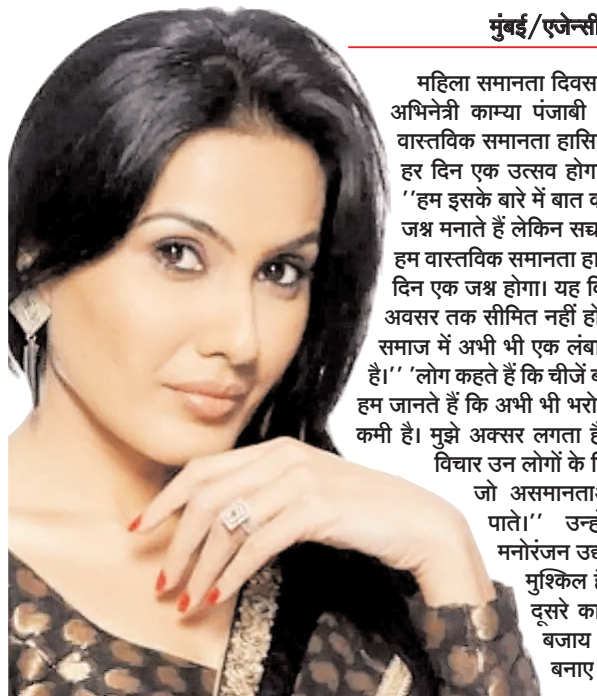 मुंबई/एजेन्सी
महिला समानता दिवस
अभिनेत्री काम्या पंजाबी
वास्तविक समानता हासि
हर दिन एक उत्सव होगा
''हम इसके बारे में बात क
जश्न मनाते हैं लेकिन सच्च
हम वास्तविक समानता हा
दिन एक जश्न होगा। यह कि
अवसर तक सीमित नहीं हो
समाज में अभी भी एक लंबा
है।'' 'लोग कहते हैं कि चीजें ब
हम जानते हैं कि अभी भी भरो
कमी है। मुझे अक्सर लगता है
विचार उन लोगों के लि
जो असमानता
पाते।'' उन्हो
मनोरंजन उद्य
मुश्किल है
दूसरे का
बजाय
बनाए